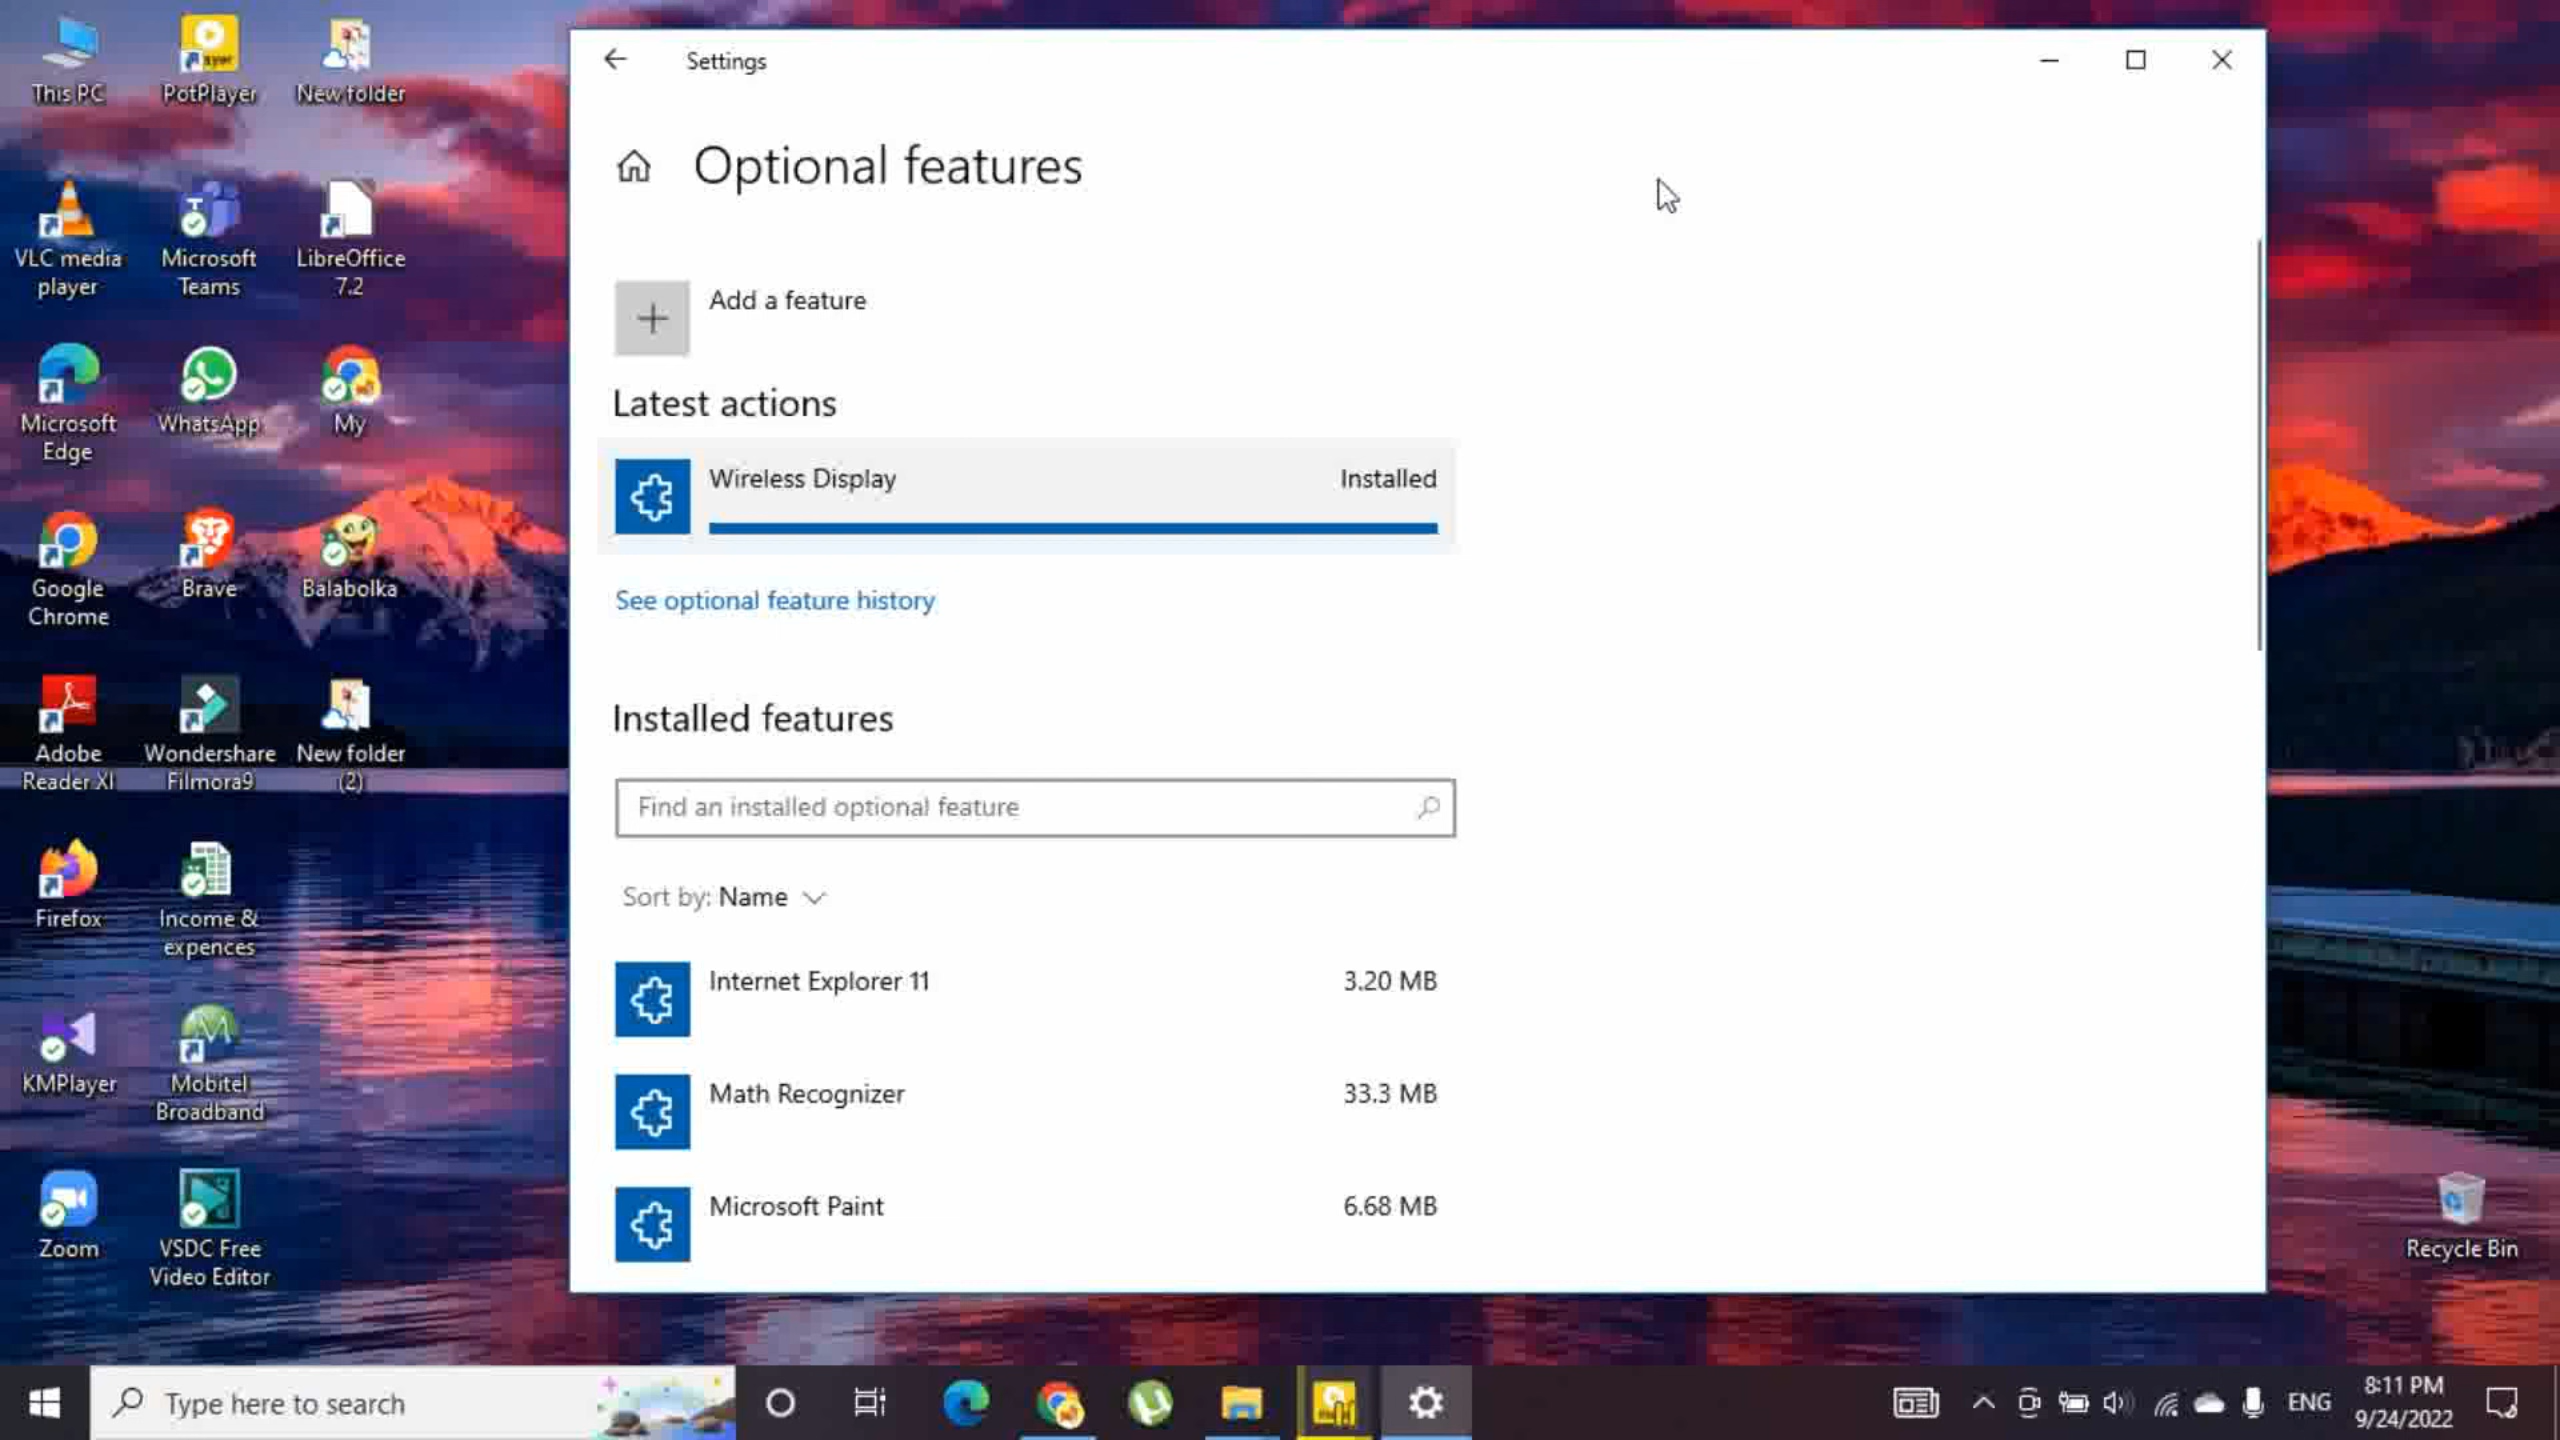 This PC
PotPlayer
New folder
VLC media
player
Microsoft
Teams
LibreOffice
7.2
Microsoft
Edge
WhatsApp
My
Google
Chrome
Brave
Balabolka
Adobe
Reader XI
Wondershare
Filmora9
New folder
(2)
Firefox
Income &
expences
KMPlayer
Mobitel
Broadband
Zoom
VSDC Free
Video Editor
Settings
Optional features
Add a feature
Latest actions
Wireless Display
Installed
See optional feature history
Installed features
Find an installed optional feature
Sort by: Name
Internet Explorer 11
3.20 MB
Math Recognizer
33.3 MB
Microsoft Paint
6.68 MB
Recycle Bin
Type here to search
ENG
8:11 PM
9/24/2022